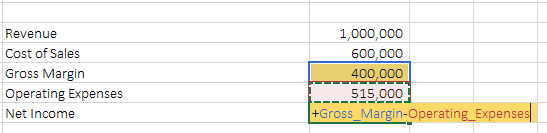 Revenue 1,000,000
Cost of Sales 600,000
Gross Margin 400,000
Operating Expenses 515,000
Net Income +Gross_Margin-Operating_Expenses